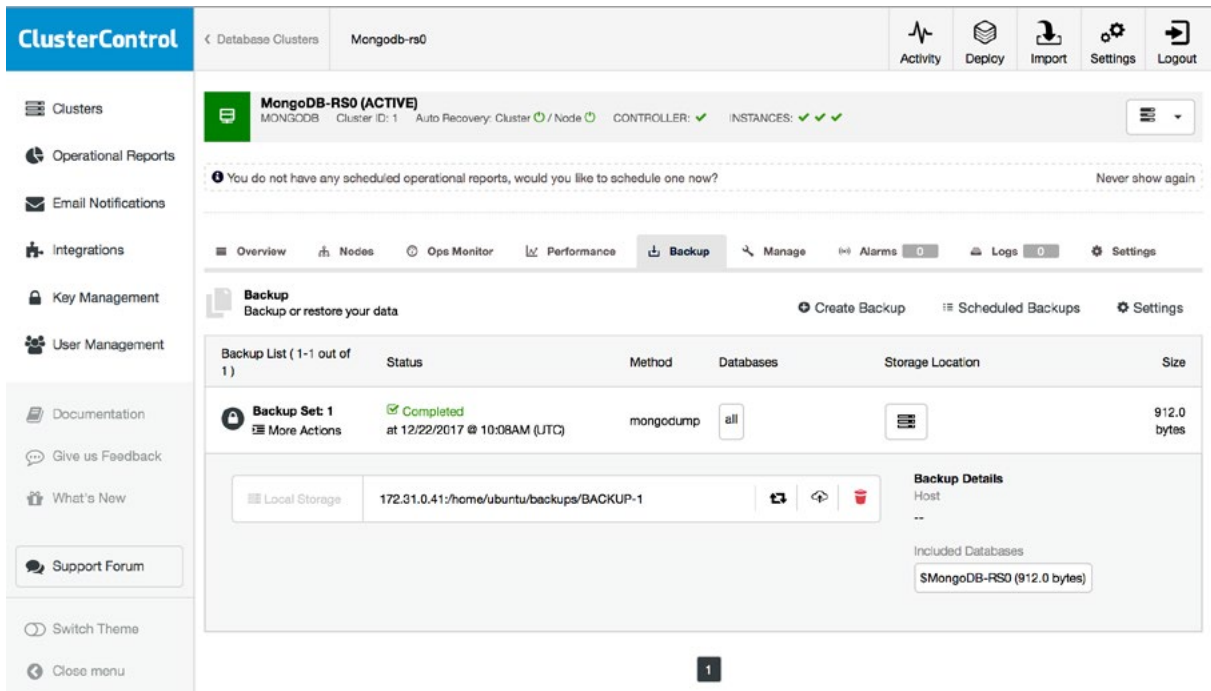 ClusterControl
Database Clusters
Mongodb-rs0
Activity
Deploy
Import
Settings
Logout
Clusters
Operational Reports
Email Notifications
Integrations
Key Management
User Management
Documentation
Give us Feedback
What's New
Support Forum
Switch Theme
Close menu
MongoDB-RS0 (ACTIVE)
MONGODB Cluster ID: 1 Auto Recovery: Cluster / Node CONTROLLER: INSTANCES:
You do not have any scheduled operational reports, would you like to schedule one now? Never show again
Overview Nodes Ops Monitor Performance Backup Manage Alarms 0 Logs 0 Settings
Backup
Backup or restore your data
Create Backup Scheduled Backups Settings
Backup List ( 1-1 out of
1 )
Status Method Databases Storage Location Size
Backup Set: 1
More Actions
Completed
at 12/22/2017 @ 10:08AM (UTC)
mongodump
all
912.0
bytes
Local Storage 172.31.0.41:/home/ubuntu/backups/BACKUP-1
Backup Details
Host
--
Included Databases
$MongoDB-RS0 (912.0 bytes)
1